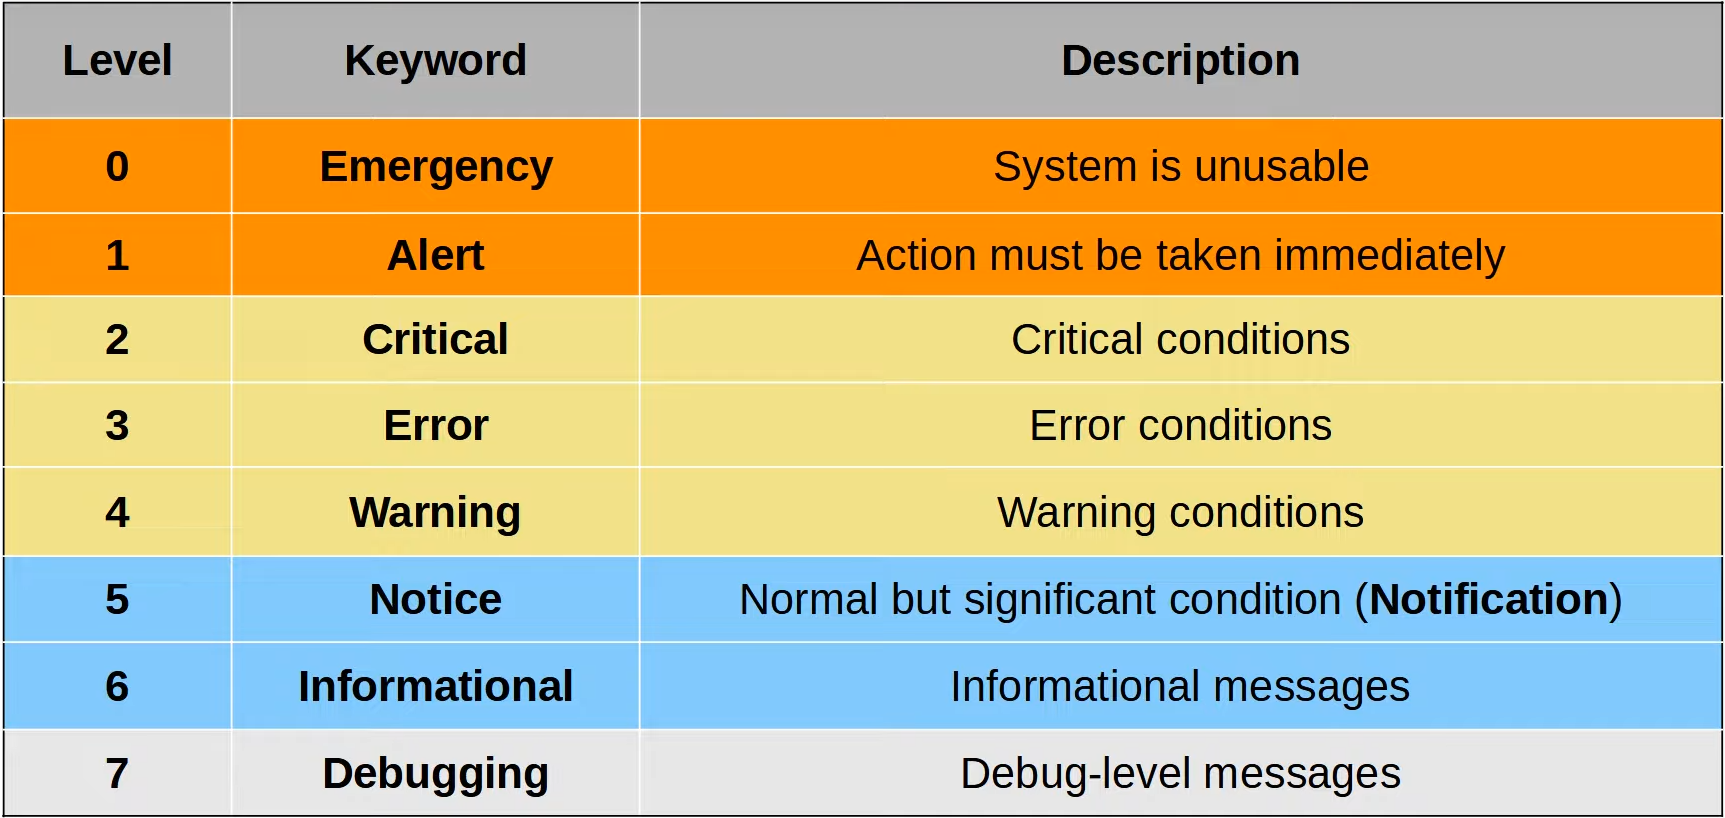 Level Keyword Description
0 Emergency System is unusable
1 Alert Action must be taken immediately
2 Critical Critical conditions
3 Error Error conditions
4 Warning Warning conditions
5 Notice Normal but significant condition (Notification)
6 Informational Informational messages
7 Debugging Debug-level messages